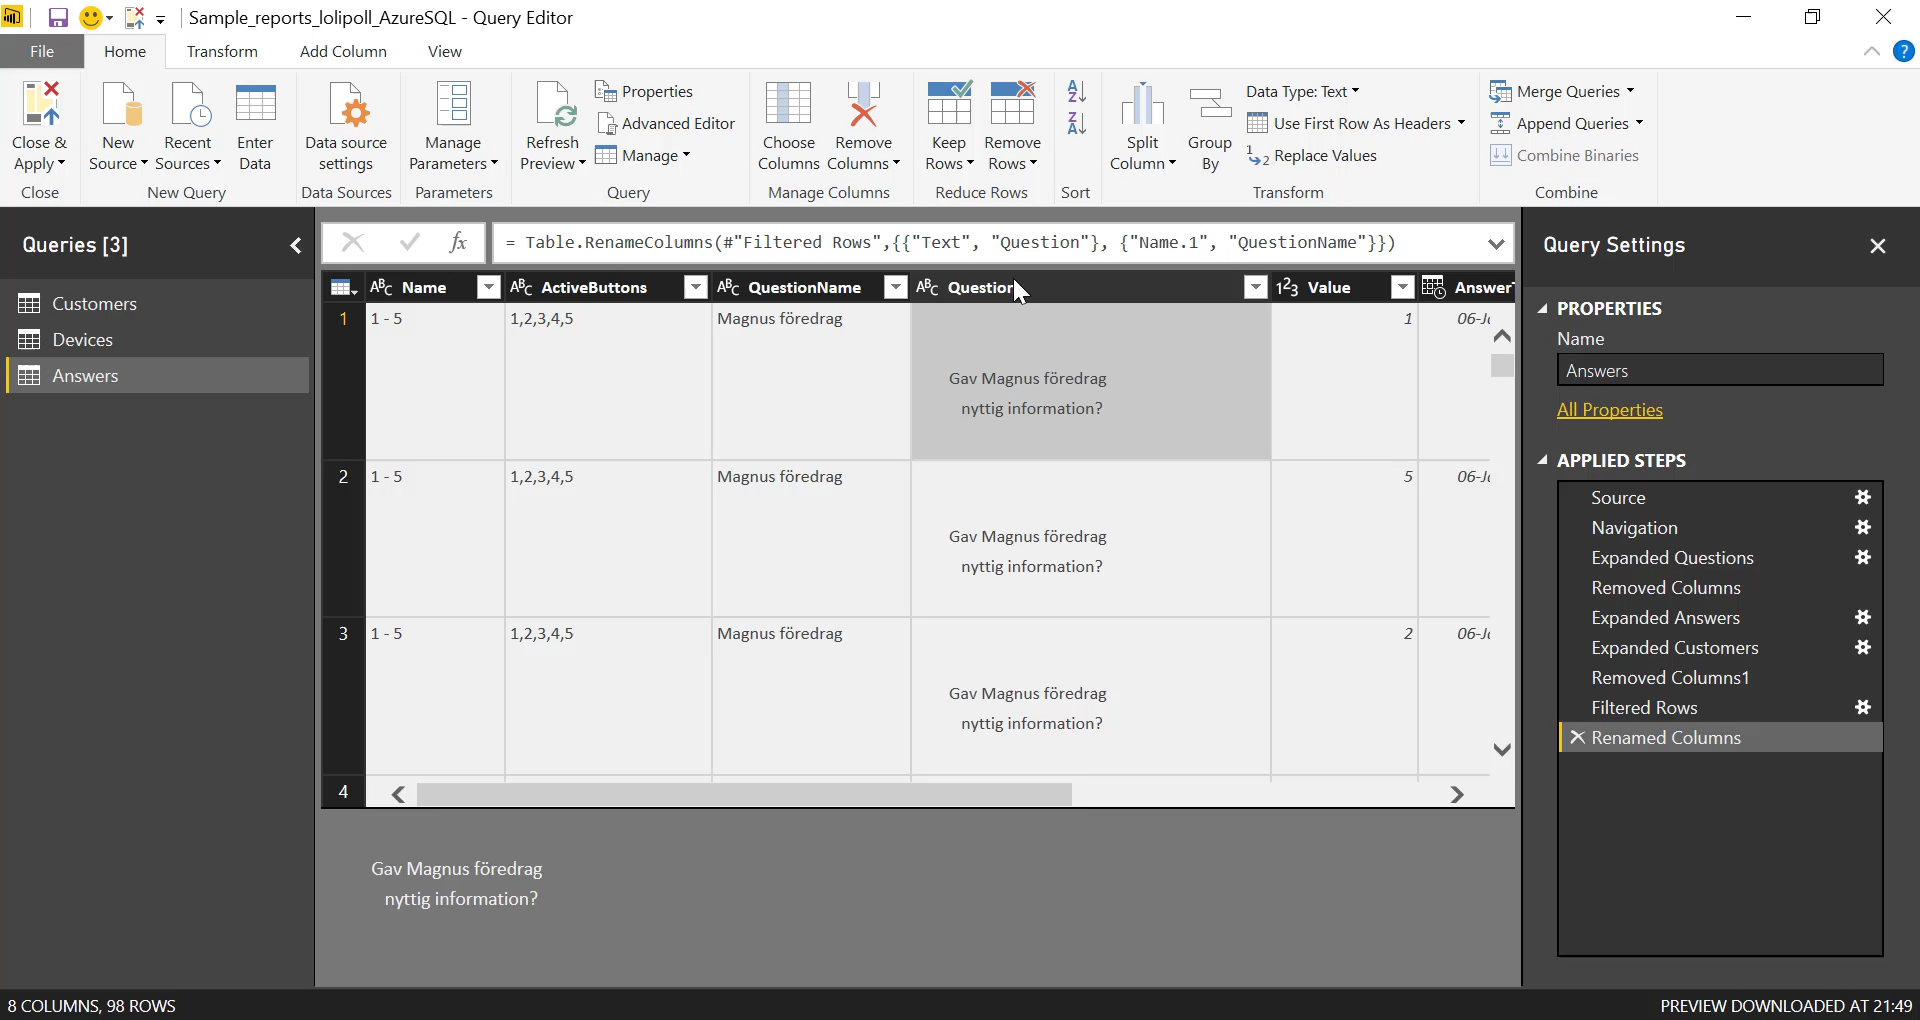 Sample_reports_lolipoll_AzureSQL - Query Editor
File
Home
Transform
Add Column
View
?
Close &
Apply
Close
New
Source
Recent
Sources
Enter
Data
New Query
Data source
settings
Data Sources
Manage
Parameters
Parameters
Refresh
Preview
Properties
Advanced Editor
Manage
Query
Choose
Columns
Remove
Columns
Manage Columns
Keep
Rows
Remove
Rows
Reduce Rows
A
Z
Z
A
Sort
Split
Column
Group
By
Data Type: Text
Use First Row As Headers
1 2 Replace Values
Transform
Merge Queries
Append Queries
Combine Binaries
Combine
Queries [3]
Customers
Devices
Answers
fx
= Table.RenameColumns(#"Filtered Rows",{{"Text", "Question"}, {"Name.1", "QuestionName"}})
ABC Name
ABC ActiveButtons
ABC QuestionName
ABC Question
123 Value
1
1 - 5
1,2,3,4,5
Magnus föredrag
Gav Magnus föredrag
nyttig information?
1
2
1 - 5
1,2,3,4,5
Magnus föredrag
Gav Magnus föredrag
nyttig information?
5
3
1 - 5
1,2,3,4,5
Magnus föredrag
Gav Magnus föredrag
nyttig information?
2
4
Gav Magnus föredrag
nyttig information?
Query Settings
PROPERTIES
Name
Answers
All Properties
APPLIED STEPS
Source
Navigation
Expanded Questions
Removed Columns
Expanded Answers
Expanded Customers
Removed Columns1
Filtered Rows
Renamed Columns
8 COLUMNS, 98 ROWS
PREVIEW DOWNLOADED AT 21:49